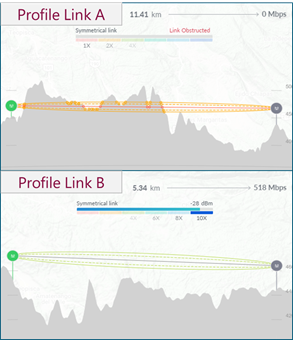 Profile Link A
11.41 km
0 Mbps
Symmetrical link
Link Obstructed
1X 2X 4X
M
M
Profile Link B
5.34 km
518 Mbps
Symmetrical link
-28 dBm
4X 6X 8X 10X
M
M